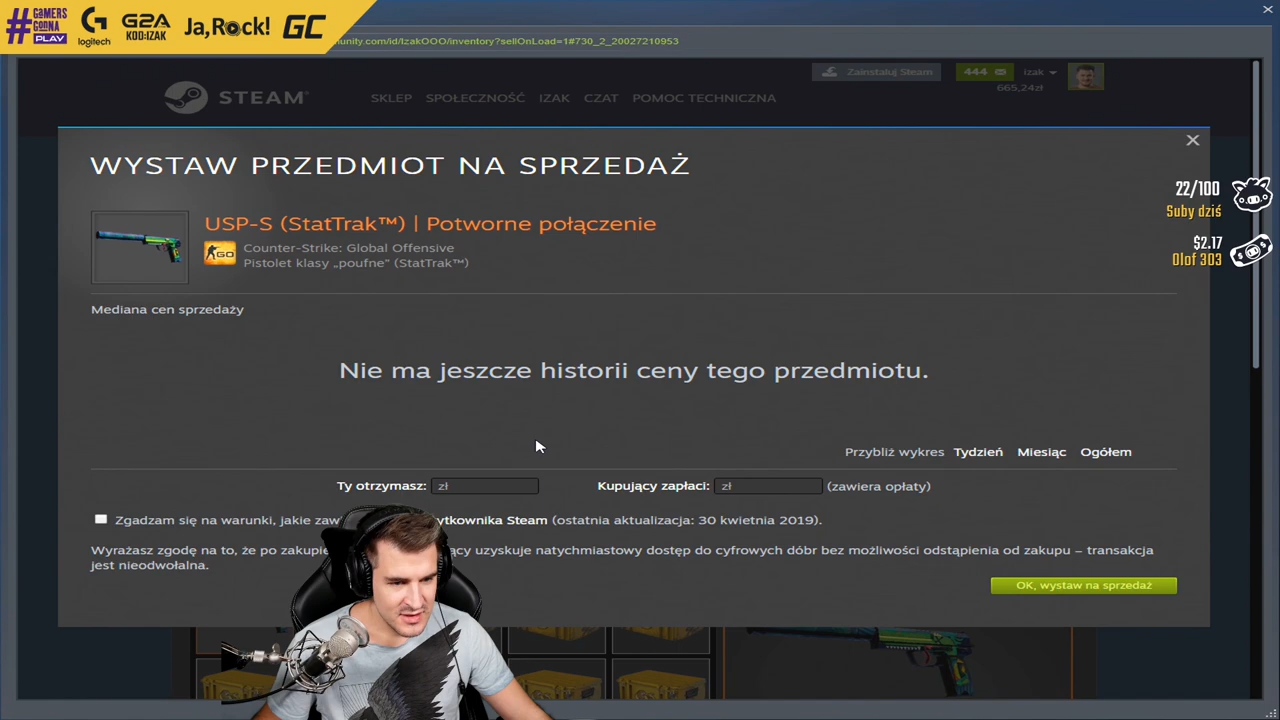 #GAMERS
GONNA
PLAY
logitech
G2A
KOD:IZAK
Ja,Rock!
GC
unity.com/id/IzakOOO/inventory?sellOnLoad=1#730_2_20027210953
Zainstaluj Steam
444
izak
665,24zł
STEAM
SKLEP SPOŁECZNOŚĆ IZAK CZAT POMOC TECHNICZNA
WYSTAW PRZEDMIOT NA SPRZEDAŻ
22/100
Suby dziś
$2.17
Olof 303
USP-S (StatTrak™) | Potworne połączenie
GO
Counter-Strike: Global Offensive
Pistolet klasy „poufne” (StatTrak™)
Mediana cen sprzedaży
Nie ma jeszcze historii ceny tego przedmiotu.
Przybliż wykres Tydzień Miesiąc Ogółem
Ty otrzymasz: zł Kupujący zapłaci: zł (zawiera opłaty)
Zgadzam się na warunki, jakie zaw ytkownika Steam (ostatnia aktualizacja: 30 kwietnia 2019).
Wyrażasz zgodę na to, że po zakupie ący uzyskuje natychmiastowy dostęp do cyfrowych dóbr bez możliwości odstąpienia od zakupu – transakcja
jest nieodwołalna.
OK, wystaw na sprzedaż